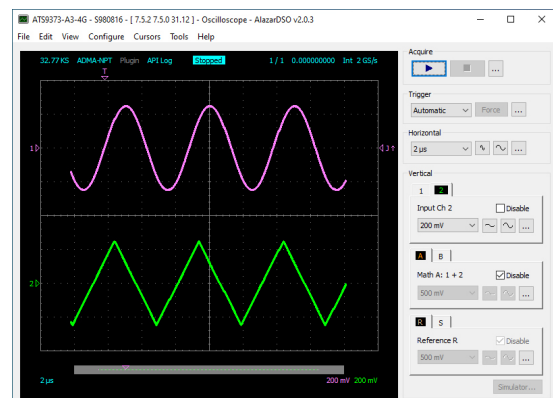 ATS9373-A3-4G - S980816 - [ 7.5.2 7.5.0 31.12 ] - Oscilloscope - AlazarDSO v2.0.3
File Edit View Configure Cursors Tools Help
32.77 KS ADMA-NPT Plugin API Log Stopped 1 / 1 0.000000000 Int 2 GS/s
T
1
J
2
2 µs 200 mV 200 mV
Acquire
...
Trigger
Automatic Force ...
Horizontal
2 µs ...
Vertical
1 2
Input Ch 2 Disable
200 mV ...
A B
Math A: 1 + 2 Disable
500 mV ...
R S
Reference R Disable
500 mV ...
Simulator...